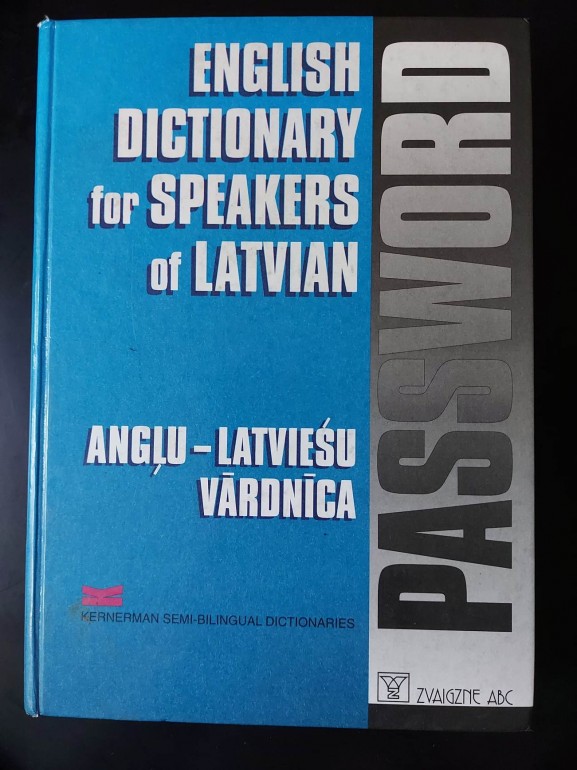 ENGLISH
DICTIONARY
for SPEAKERS
of LATVIAN
ANGĻU – LATVIEŠU
VĀRDNĪCA
KERNERMAN SEMI-BILINGUAL DICTIONARIES
PASSWORD
ZVAIGZNE ABC